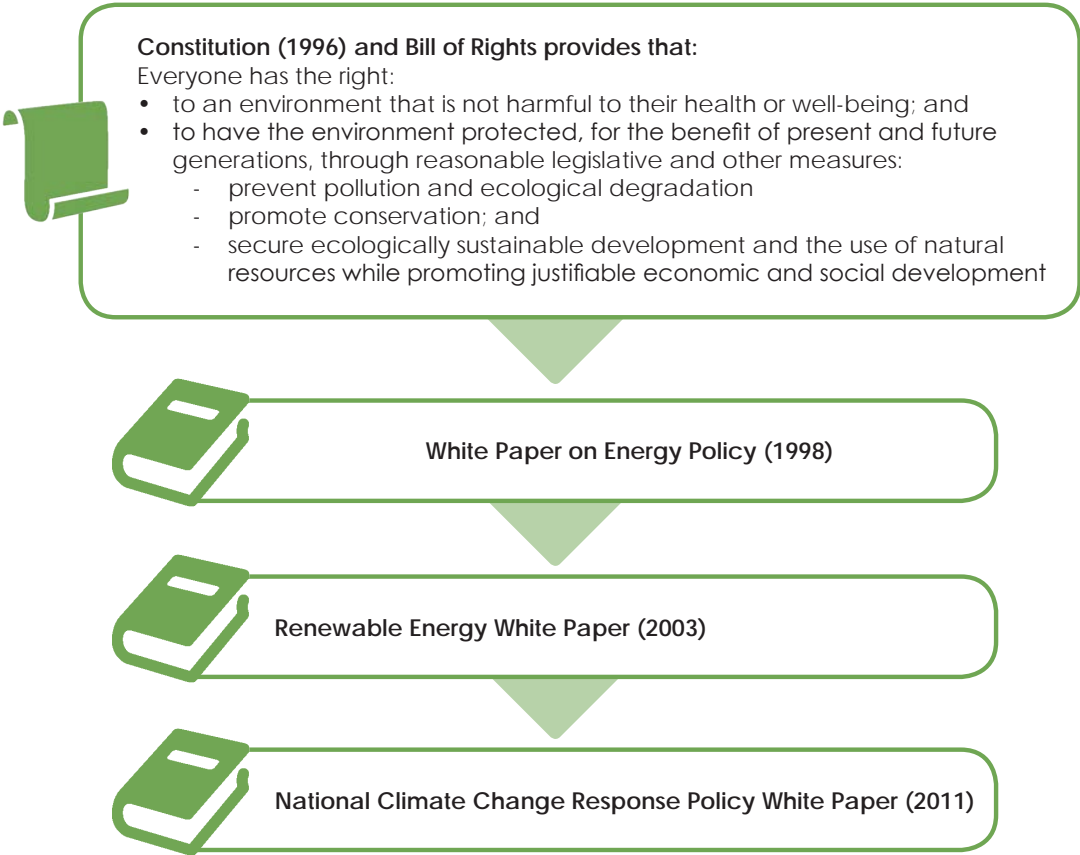 Constitution (1996) and Bill of Rights provides that:
Everyone has the right:
• to an environment that is not harmful to their health or well-being; and
• to have the environment protected, for the benefit of present and future
generations, through reasonable legislative and other measures:
- prevent pollution and ecological degradation
- promote conservation; and
- secure ecologically sustainable development and the use of natural
resources while promoting justifiable economic and social development
White Paper on Energy Policy (1998)
Renewable Energy White Paper (2003)
National Climate Change Response Policy White Paper (2011)